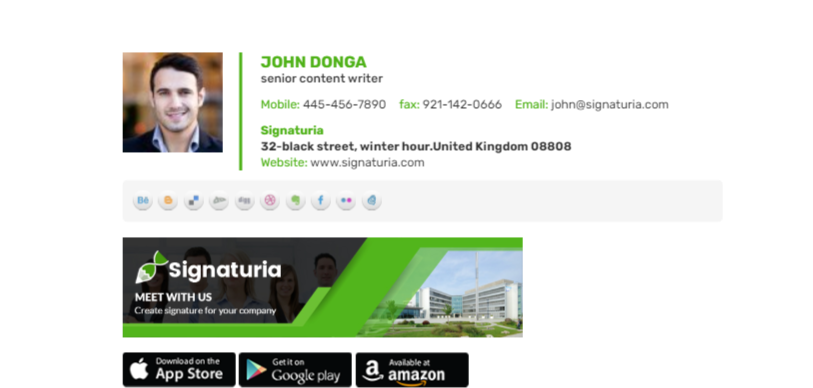 JOHN DONGA
senior content writer
Mobile: 445-456-7890 fax: 921-142-0666 Email: john@signaturia.com
Signaturia
32-black street, winter hour.United Kingdom 08808
Website: www.signaturia.com
Bē
Signaturia
MEET WITH US
Create signature for your company
Download on the
App Store
Get it on
Google play
Available at
amazon